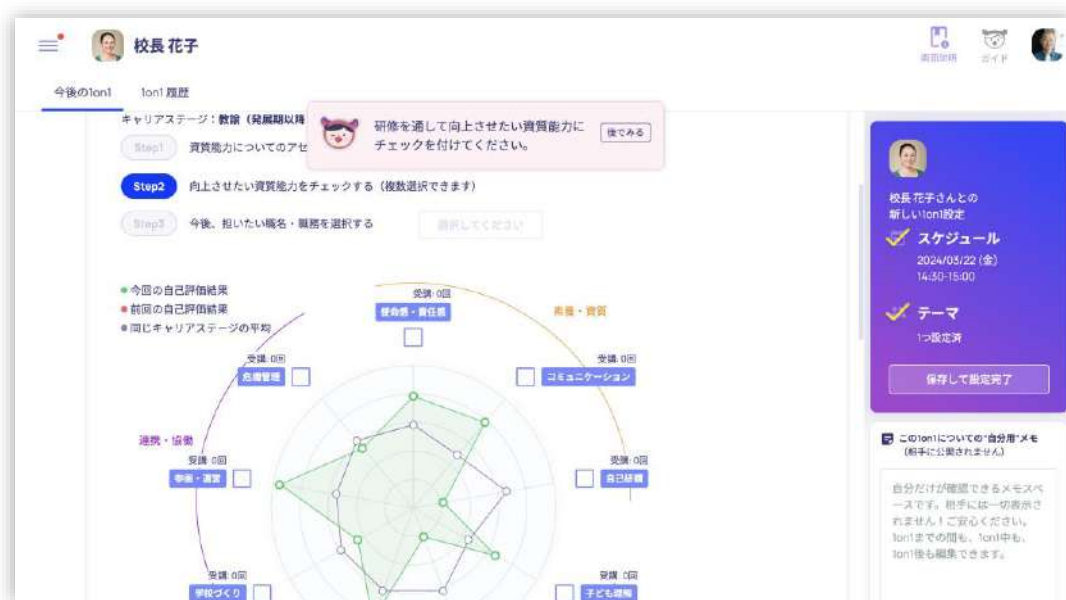 校長 花子
画面説明
ガイド
今後の1on1
1on1 履歴
キャリアステージ：教諭（発展期以降
研修を通して向上させたい資質能力に
チェックを付けてください。
後でみる
Step1
資質能力についてのアセ
Step2
向上させたい資質能力をチェックする（複数選択できます）
Step3
今後、担いたい職名・職務を選択する
選択してください
今回の自己評価結果
前回の自己評価結果
同じキャリアステージの平均
受講:0回
使命感・責任感
素養・資質
受講:0回
危機管理
受講:0回
コミュニケーション
連携・協働
受講:0回
参画・運営
受講:0回
自己研鑽
受講:0回
学校づくり
受講:0回
子ども理解
校長 花子さんとの
新しい1on1設定
スケジュール
2024/03/22 (金)
14:30-15:00
テーマ
1つ設定済
保存して設定完了
この1on1についての"自分用"メモ
(相手に公開されません)
自分だけが確認できるメモスペ
ースです。相手には一切表示さ
れません！ご安心ください。
1on1までの間も、1on1中も、
1on1後も編集できます。